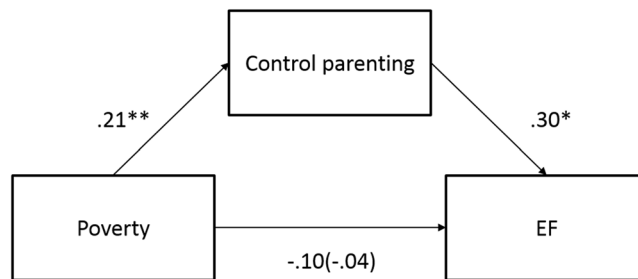 Control parenting
.21**
.30*
Poverty
EF
-.10(-.04)